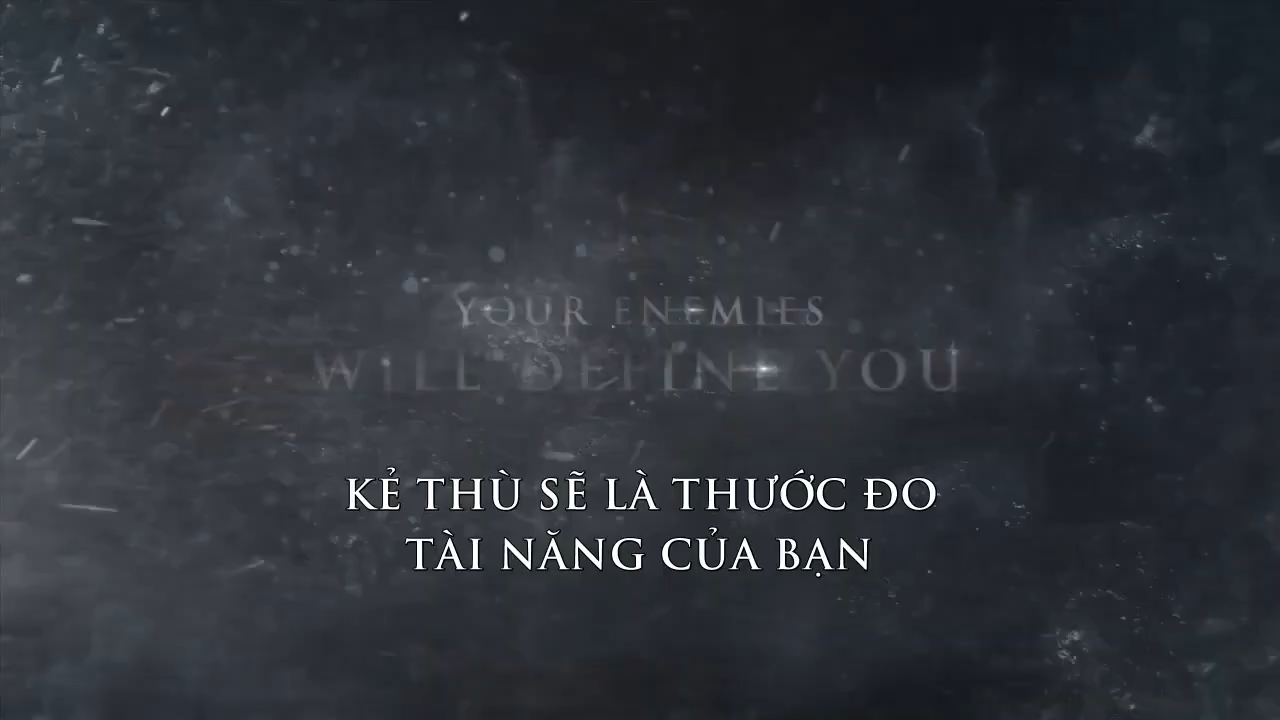 YOUR ENEMIES
WILL DEFINE YOU
KẺ THÙ SẼ LÀ THƯỚC ĐO
TÀI NĂNG CỦA BẠN